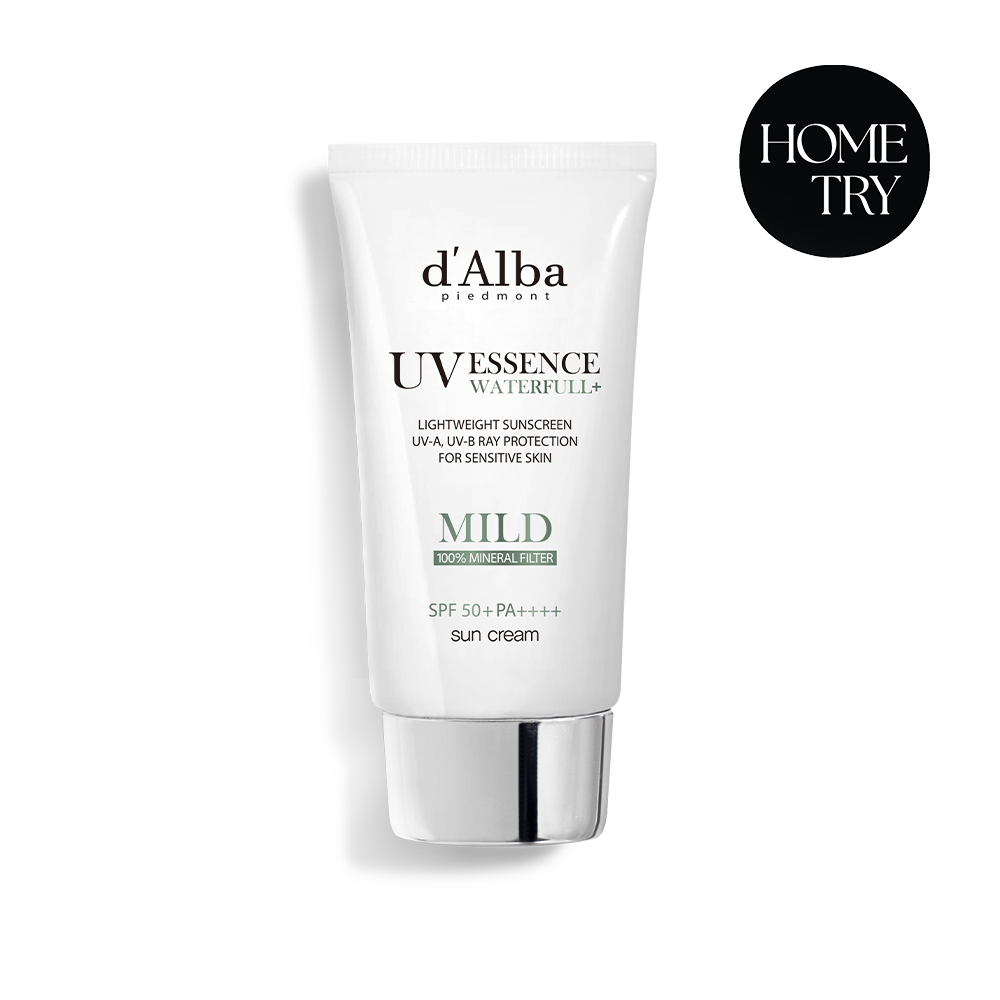 HOME
TRY
d'Alba
piedmont
UV ESSENCE
WATERFULL+
LIGHTWEIGHT SUNSCREEN
UV-A, UV-B RAY PROTECTION
FOR SENSITIVE SKIN
MILD
100% MINERAL FILTER
SPF 50+ PA++++
sun cream